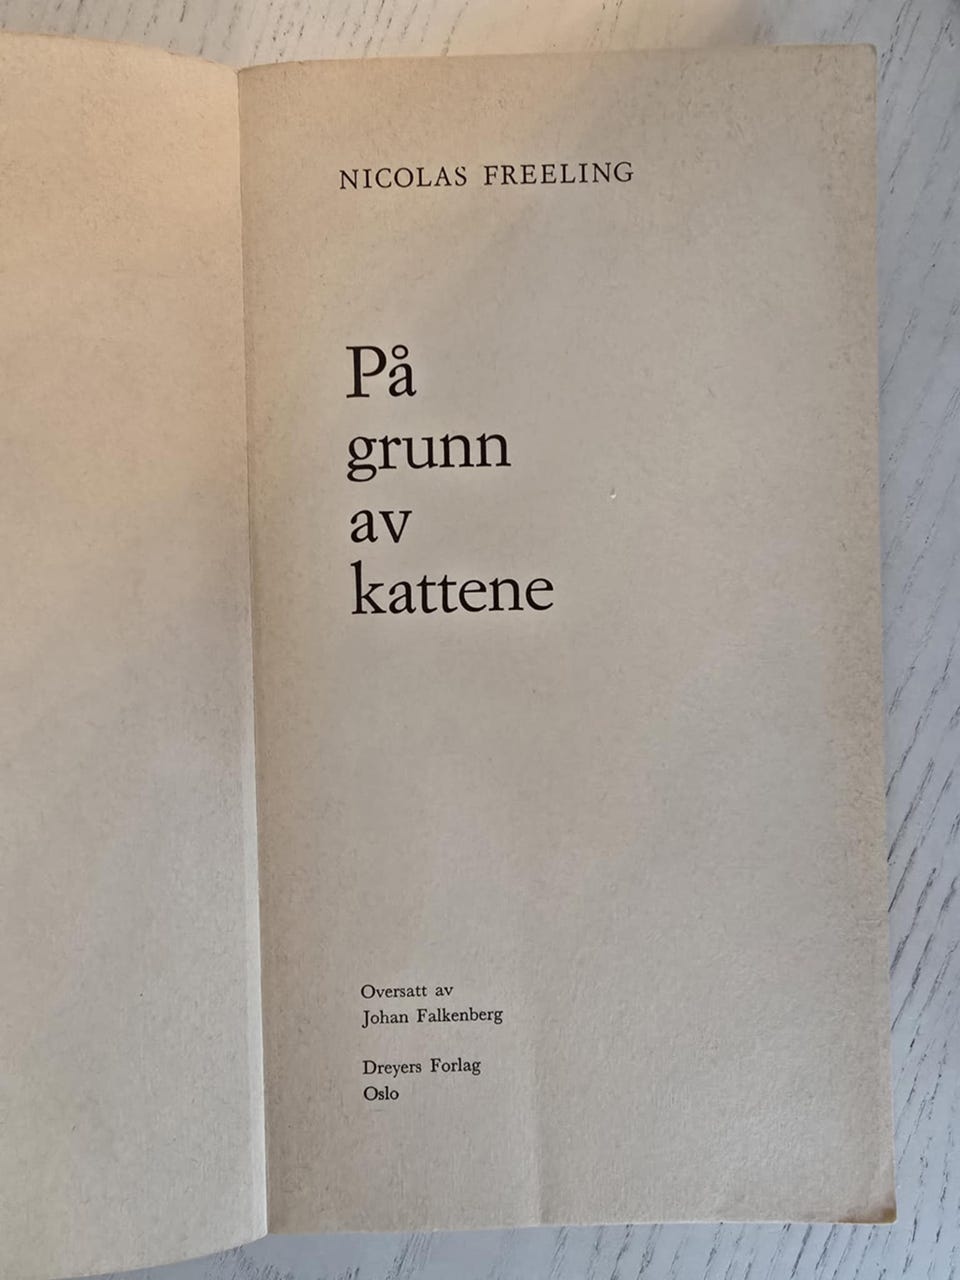 NICOLAS FREELING
På
grunn
av
kattene
Oversatt av
Johan Falkenberg
Dreyers Forlag
Oslo